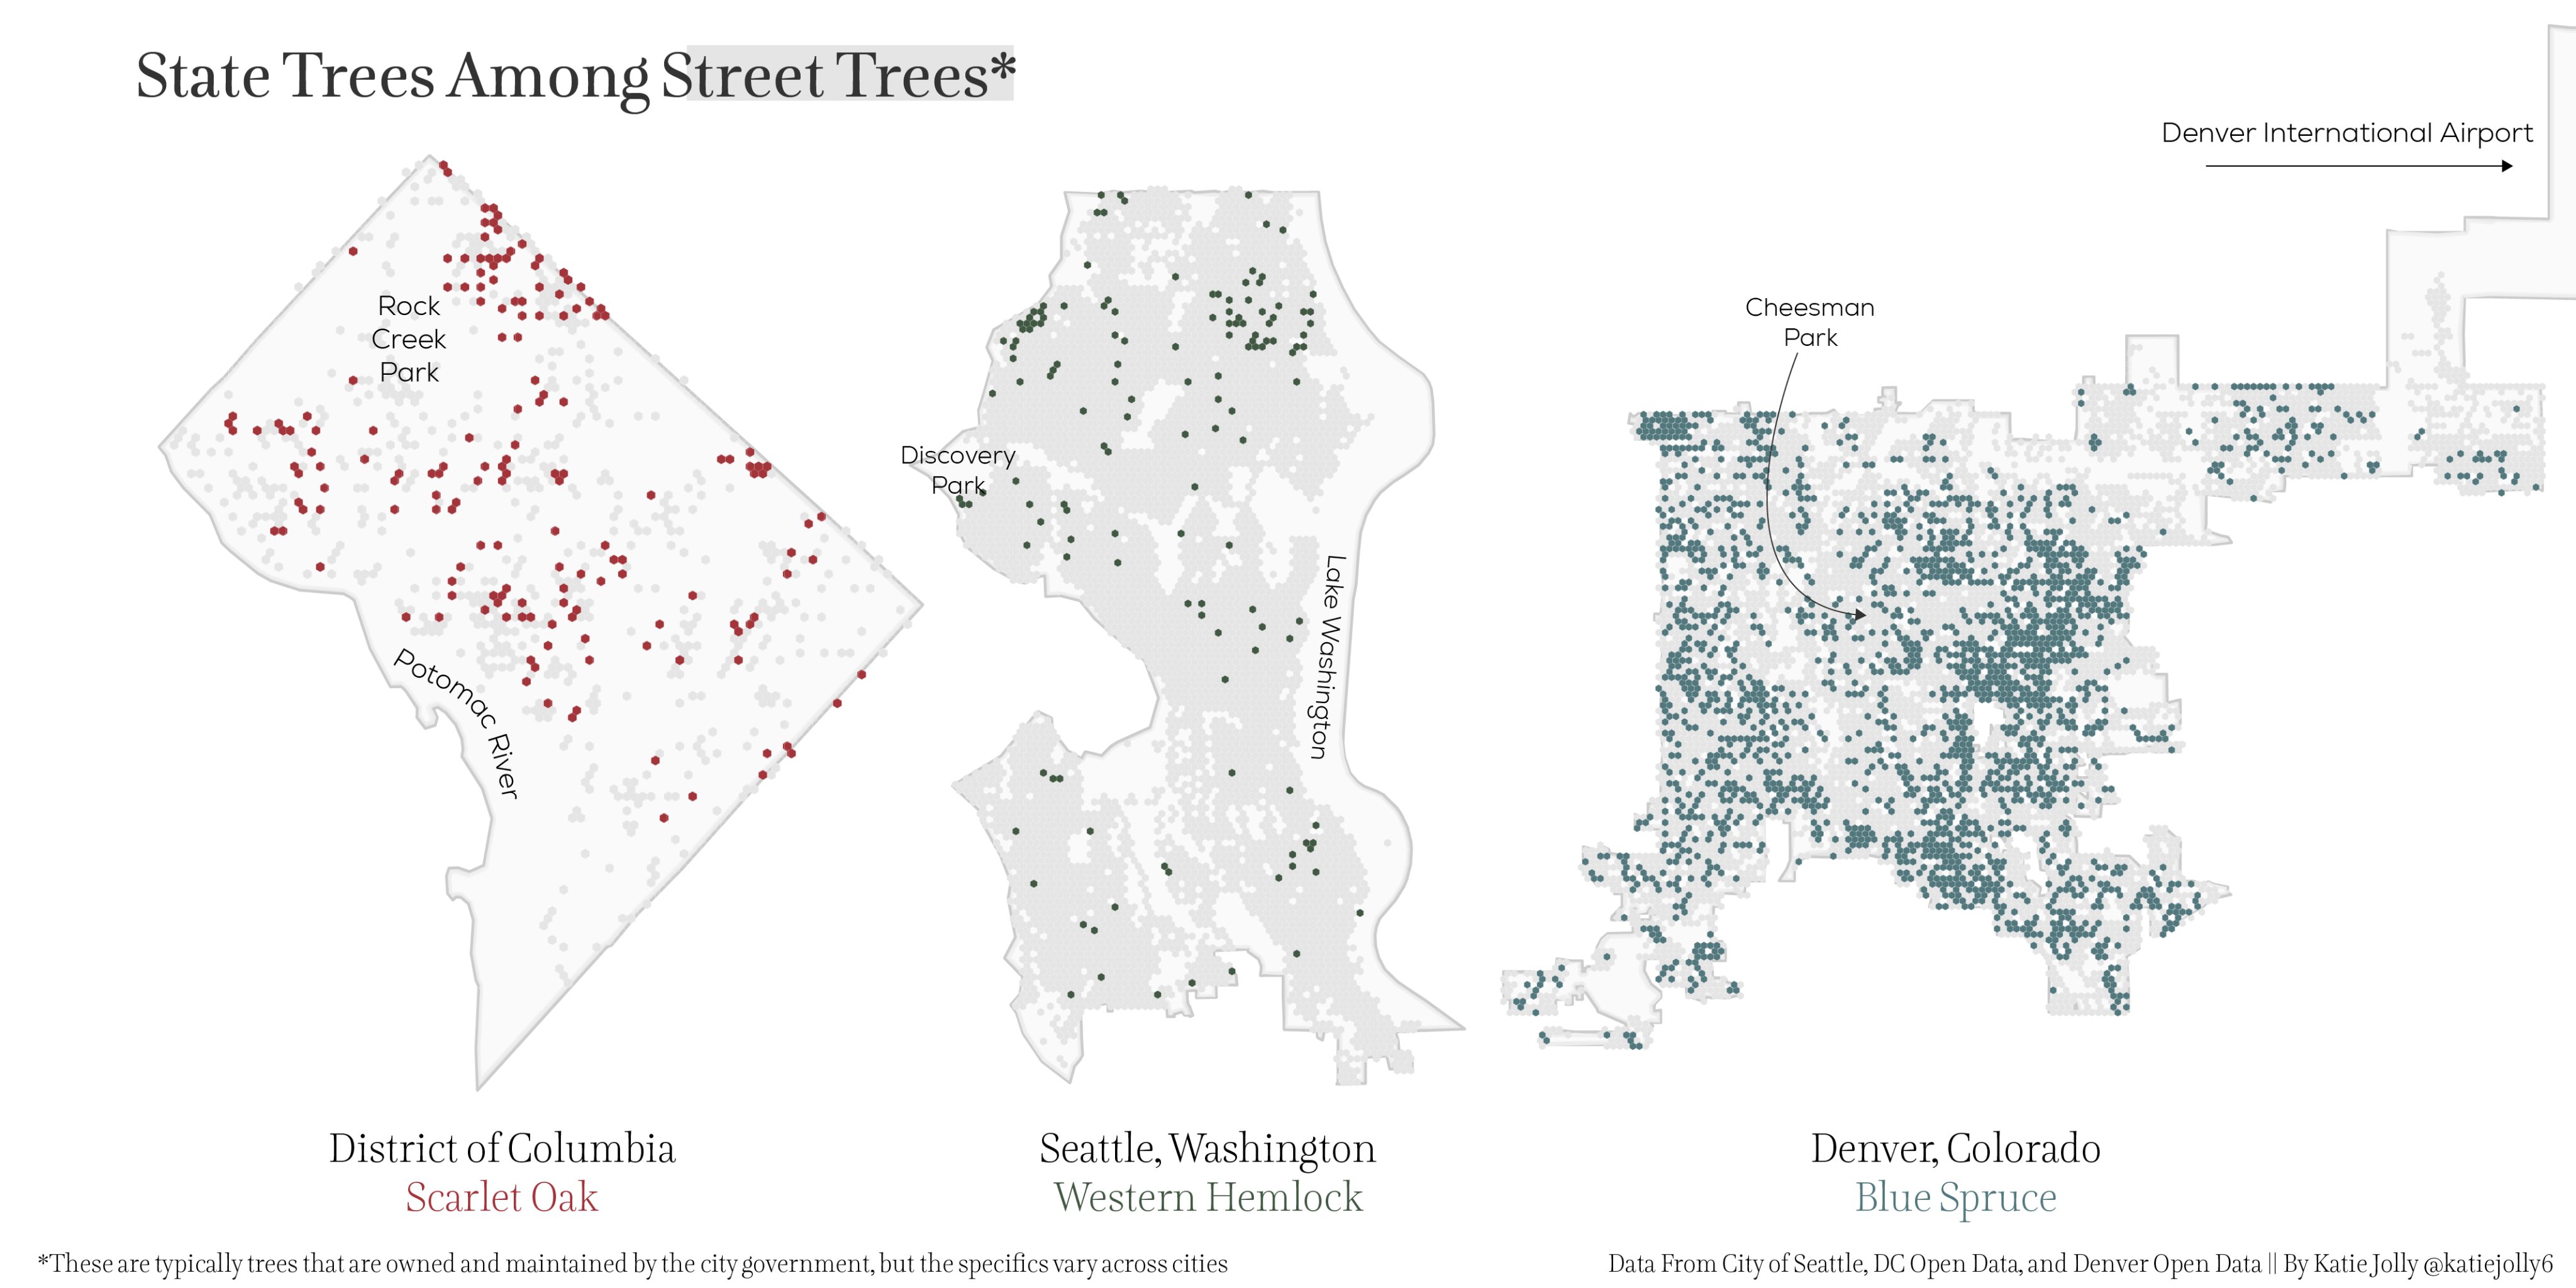 State Trees Among Street Trees*
Denver International Airport
Rock
Creek
Park
Cheesman
Park
Discovery
Park
Lake Washington
Potomac River
District of Columbia
Scarlet Oak
Seattle, Washington
Western Hemlock
Denver, Colorado
Blue Spruce
*These are typically trees that are owned and maintained by the city government, but the specifics vary across cities
Data From City of Seattle, DC Open Data, and Denver Open Data || By Katie Jolly @katiejolly6